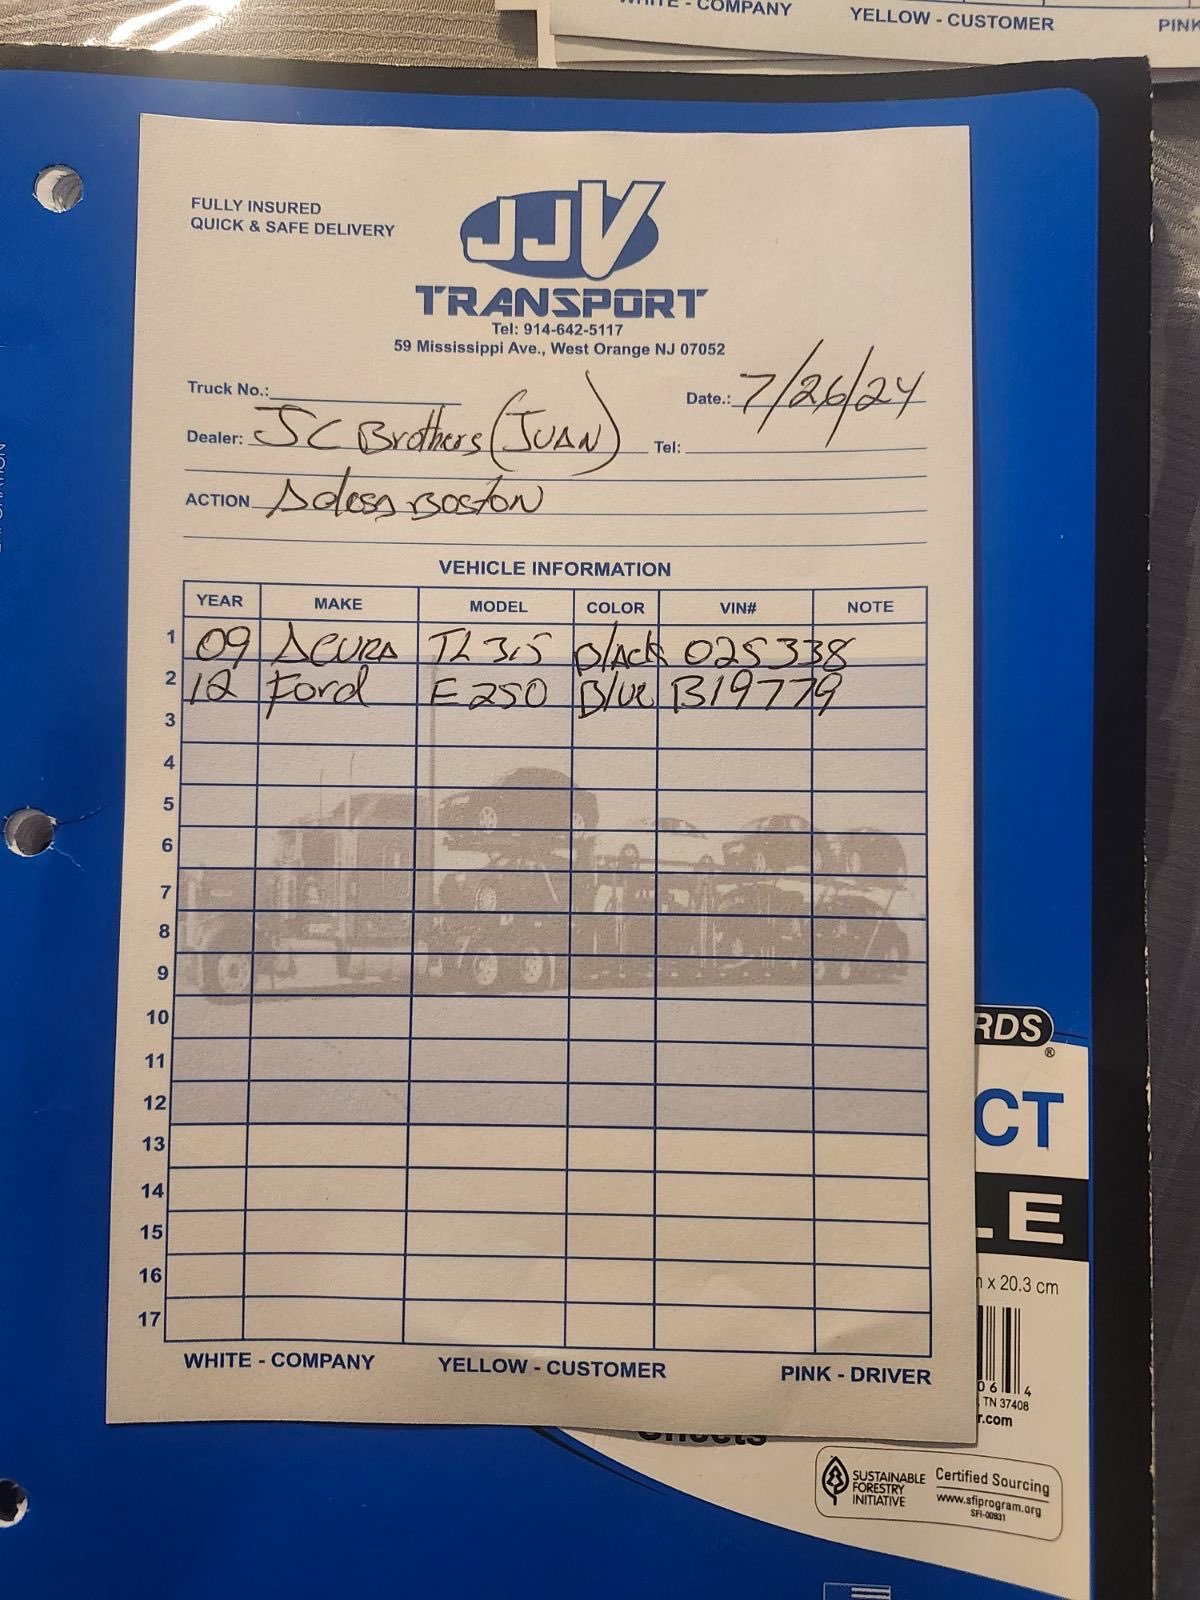 WHITE - COMPANY YELLOW - CUSTOMER PINK
FULLY INSURED
QUICK & SAFE DELIVERY
JJV
TRANSPORT
Tel: 914-642-5117
59 Mississippi Ave., West Orange NJ 07052
Truck No.: Date.: 7/26/24
Dealer: JC Brothers (JUAN) Tel:
ACTION Adesa Boston
VEHICLE INFORMATION
YEAR MAKE MODEL COLOR VIN# NOTE
1 09 ACURA TL 3.5 Black 025338
2 12 Ford E250 Blue B19779
3
4
5
6
7
8
9
10
11
12
13
14
15
16
17
WHITE - COMPANY YELLOW - CUSTOMER PINK - DRIVER
RDS
®
CT
LE
x 20.3 cm
06 4
TN 37408
r.com
Sheets
SUSTAINABLE
FORESTRY
INITIATIVE
Certified Sourcing
www.sfiprogram.org
SFI-00931